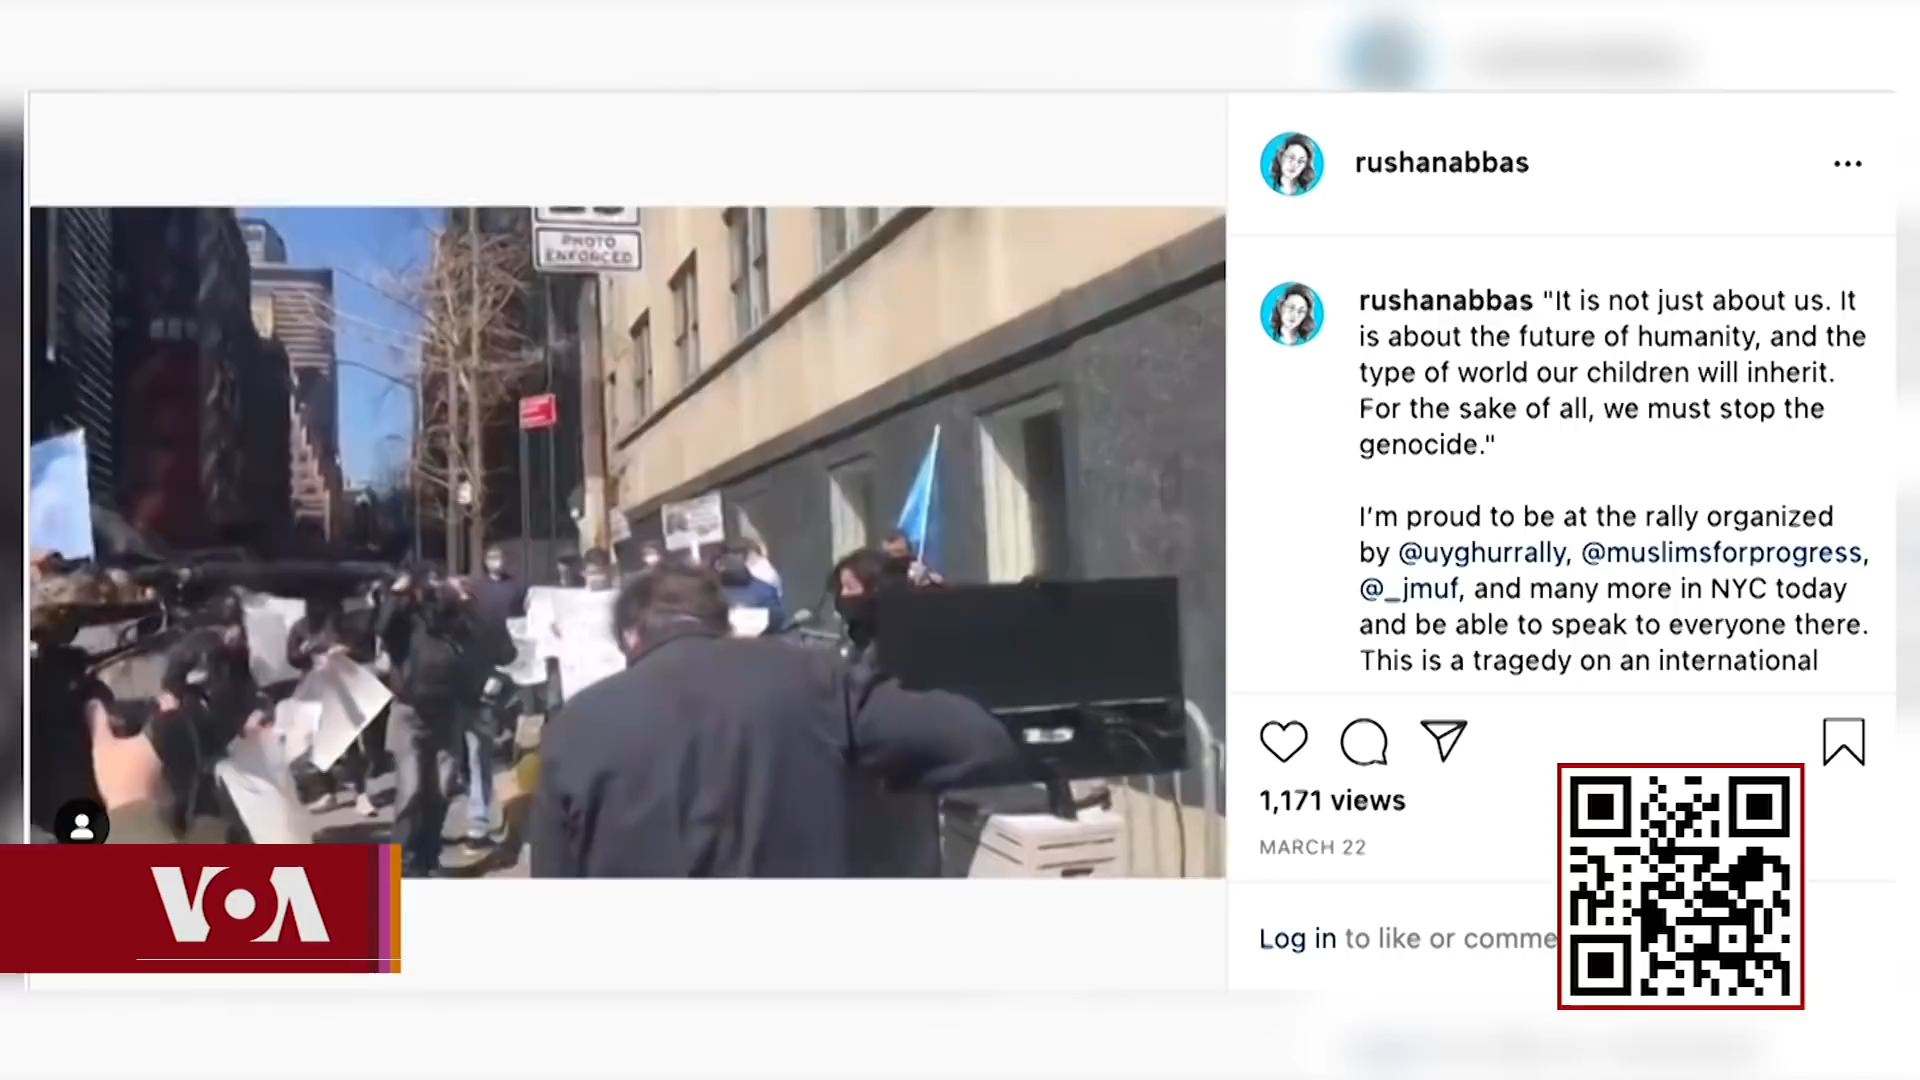 rushanabbas
PHOTO
ENFORCED
rushanabbas "It is not just about us. It
is about the future of humanity, and the
type of world our children will inherit.
For the sake of all, we must stop the
genocide."
I'm proud to be at the rally organized
by @uyghurrally, @muslimsforprogress,
@_jmuf, and many more in NYC today
and be able to speak to everyone there.
This is a tragedy on an international
1,171 views
MARCH 22
Log in to like or comme
VOA